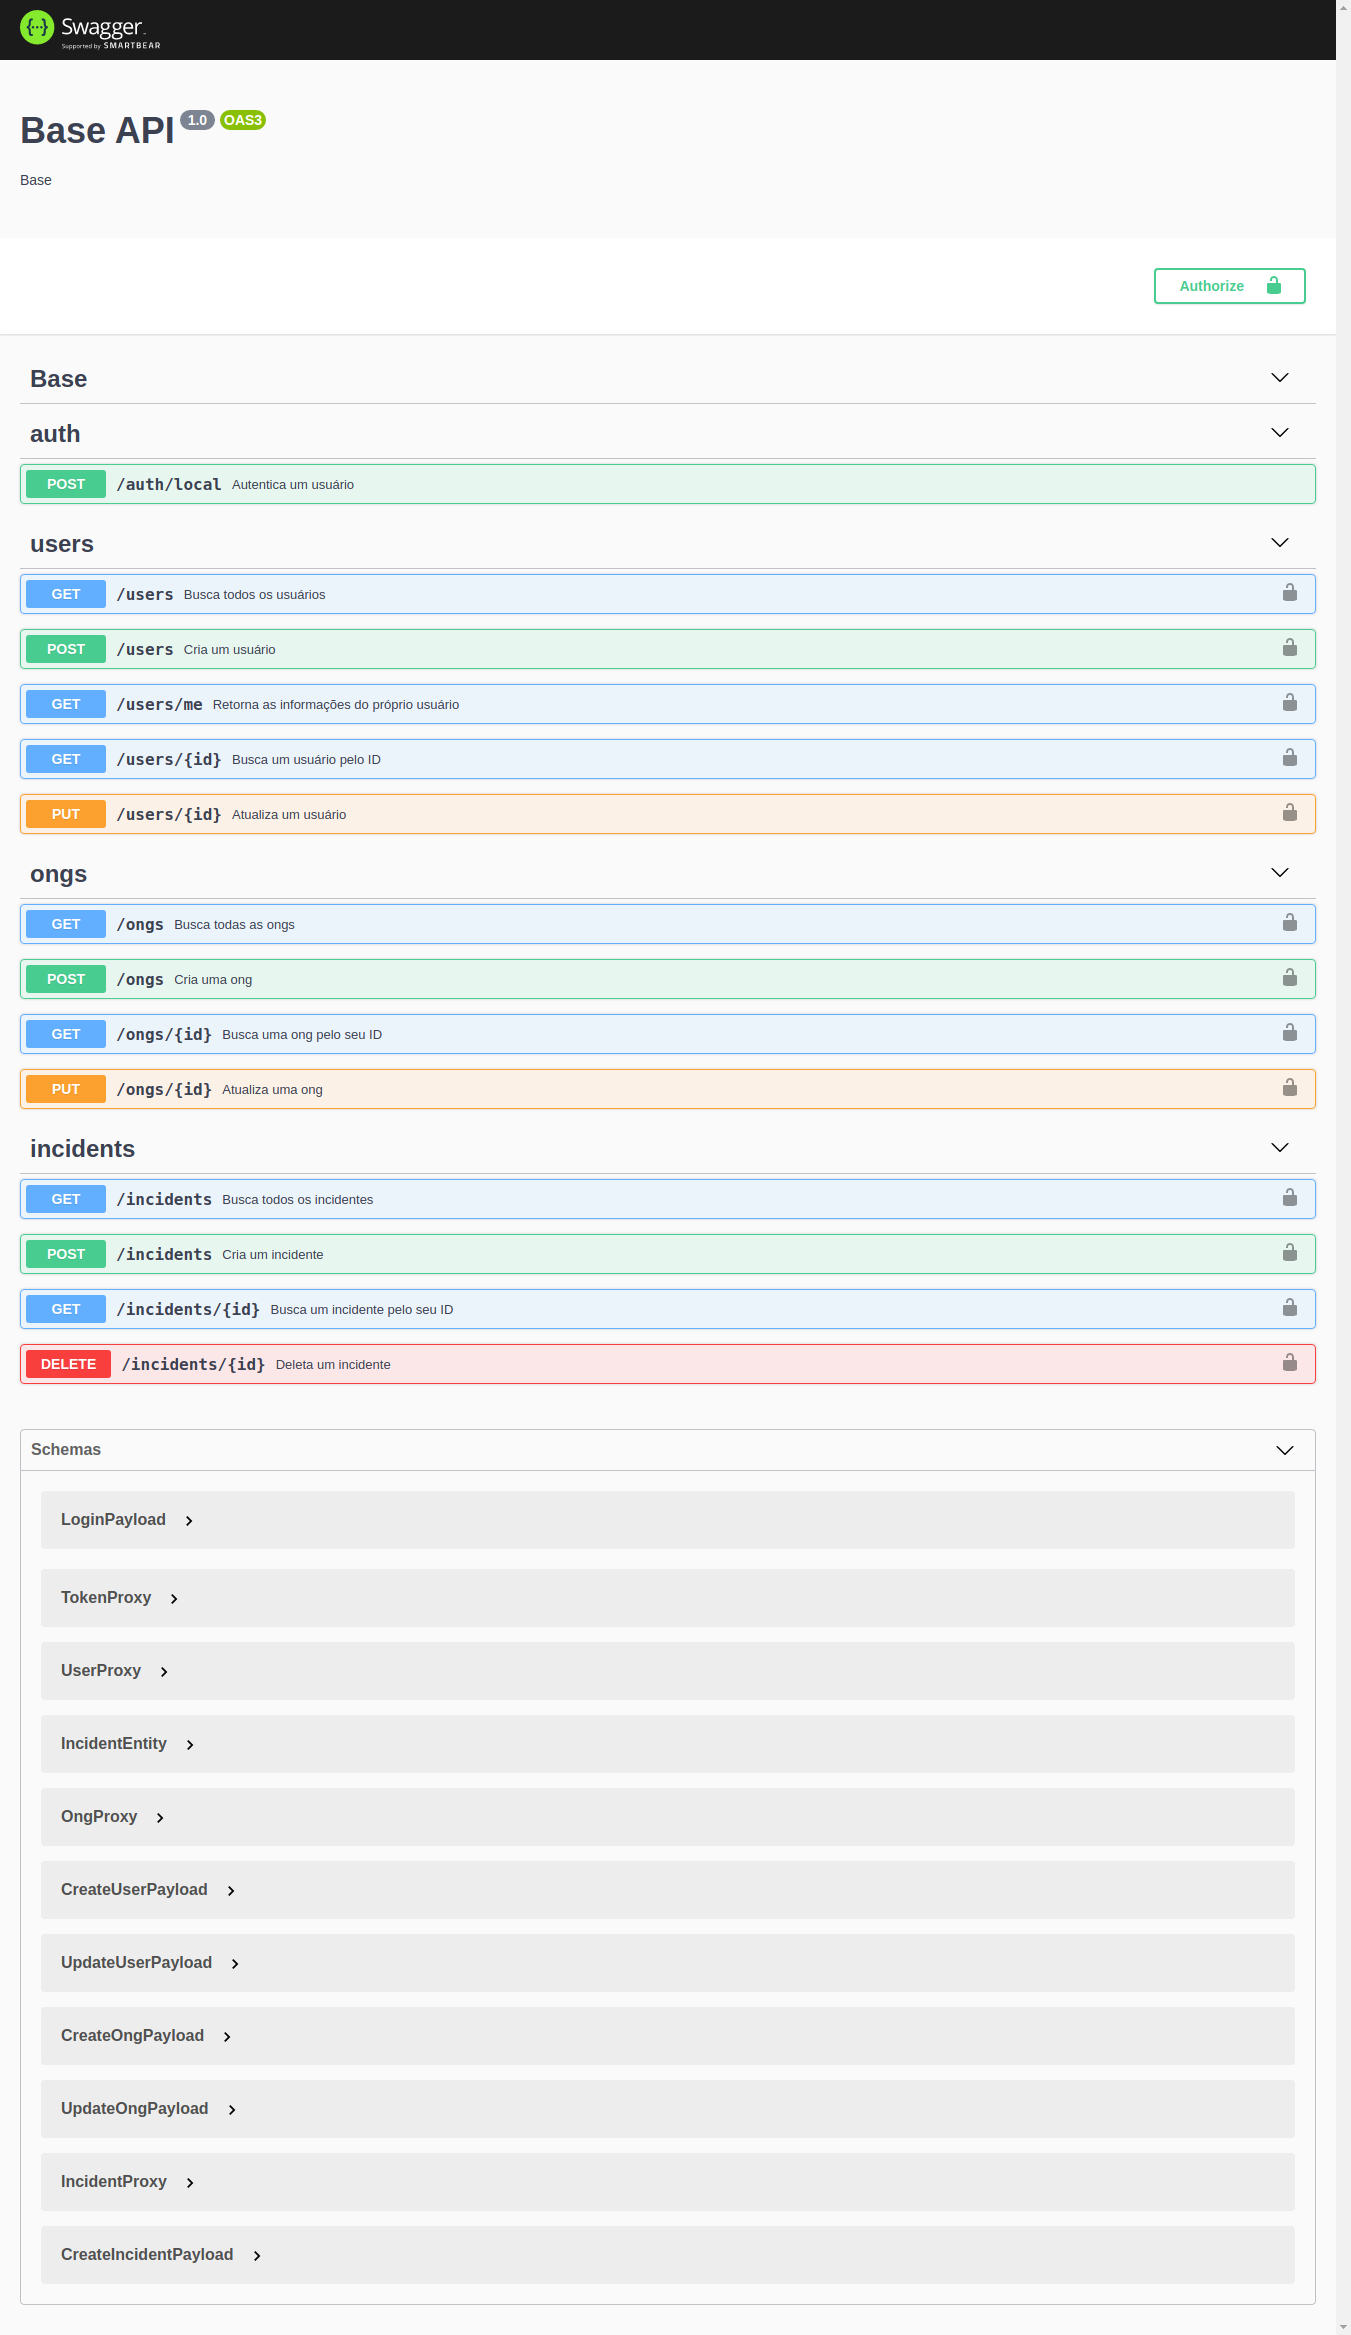 Swagger
Supported by SMARTBEAR
Base API 1.0 OAS3
Base
Authorize
Base
auth
POST /auth/local Autentica um usuário
users
GET /users Busca todos os usuários
POST /users Cria um usuário
GET /users/me Retorna as informações do próprio usuário
GET /users/{id} Busca um usuário pelo ID
PUT /users/{id} Atualiza um usuário
ongs
GET /ongs Busca todas as ongs
POST /ongs Cria uma ong
GET /ongs/{id} Busca uma ong pelo seu ID
PUT /ongs/{id} Atualiza uma ong
incidents
GET /incidents Busca todos os incidentes
POST /incidents Cria um incidente
GET /incidents/{id} Busca um incidente pelo seu ID
DELETE /incidents/{id} Deleta um incidente
Schemas
LoginPayload
TokenProxy
UserProxy
IncidentEntity
OngProxy
CreateUserPayload
UpdateUserPayload
CreateOngPayload
UpdateOngPayload
IncidentProxy
CreateIncidentPayload